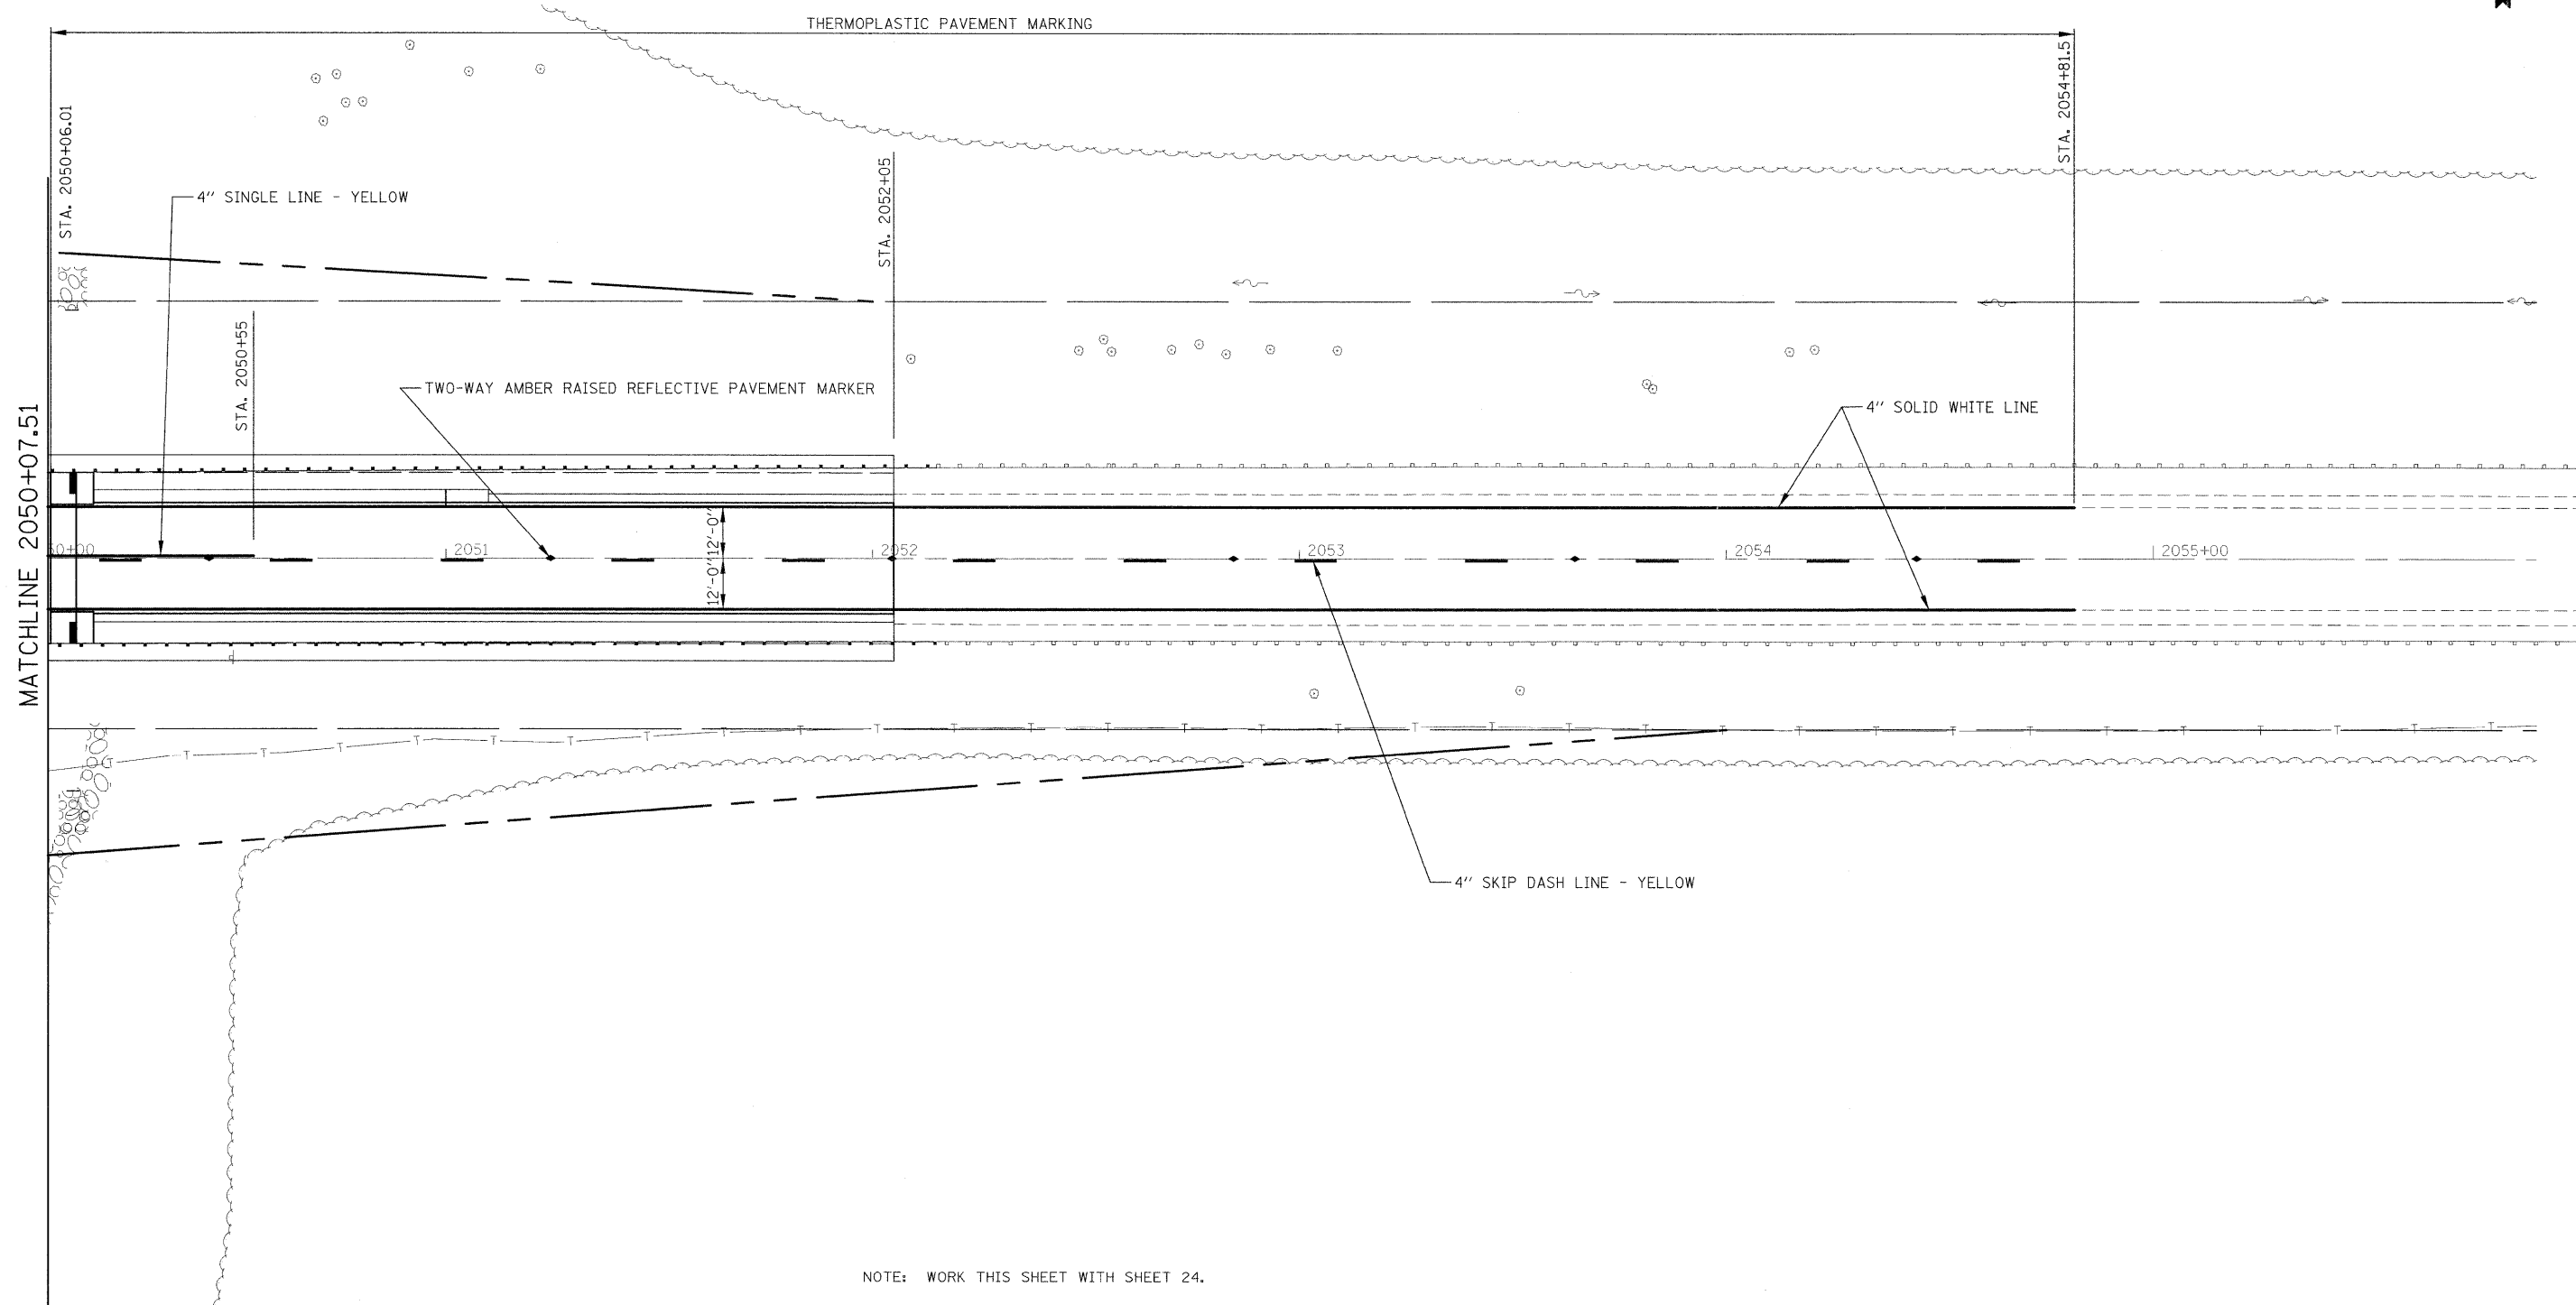 THERMOPLASTIC PAVEMENT MARKING
STA. 2050+06.01
STA. 2054+81.5
STA. 2052+05
4" SINGLE LINE - YELLOW
STA. 2050+55
TWO-WAY AMBER RAISED REFLECTIVE PAVEMENT MARKER
4" SOLID WHITE LINE
MATCHLINE 2050+07.51
50+00
2051
2052
2053
2054
2055+00
12'-0"
12'-0"
T T T T T T T T T T T T T T T T T T T T T T T T T T T T T T T
4" SKIP DASH LINE - YELLOW
NOTE: WORK THIS SHEET WITH SHEET 24.